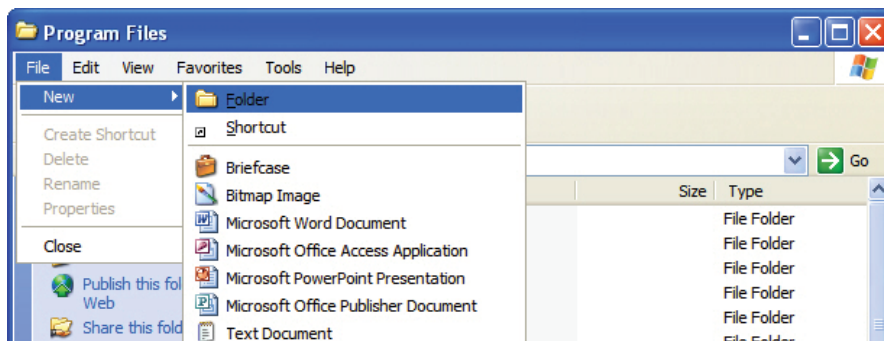 Program Files
File Edit View Favorites Tools Help
New
Folder
Create Shortcut
Shortcut
Delete
Briefcase
Go
Rename
Bitmap Image
Size Type
Properties
Microsoft Word Document
File Folder
Close
Microsoft Office Access Application
File Folder
Microsoft PowerPoint Presentation
File Folder
Publish this fol
Web
Microsoft Office Publisher Document
File Folder
Share this fold
Text Document
File Folder
File Folder